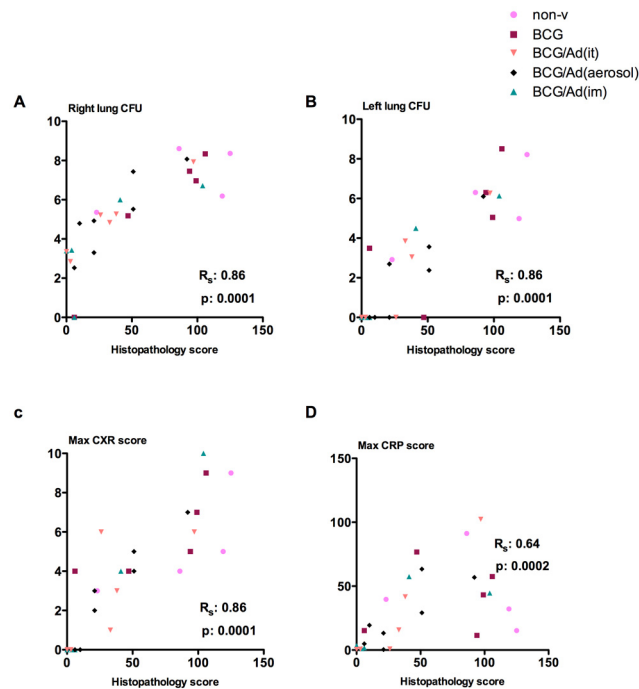 non-v
BCG
BCG/Ad(it)
BCG/Ad(aerosol)
BCG/Ad(im)
A
Right lung CFU
10
8
6
4
2
0
0 50 100 150
Rs: 0.86
p: 0.0001
Histopathology score
B
Left lung CFU
10
8
6
4
2
0
0 50 100 150
Rs: 0.86
p: 0.0001
Histopathology score
c
Max CXR score
10
8
6
4
2
0
0 50 100 150
Rs: 0.86
p: 0.0001
Histopathology score
D
Max CRP score
150
100
50
0
0 50 100 150
Rs: 0.64
p: 0.0002
Histopathology score